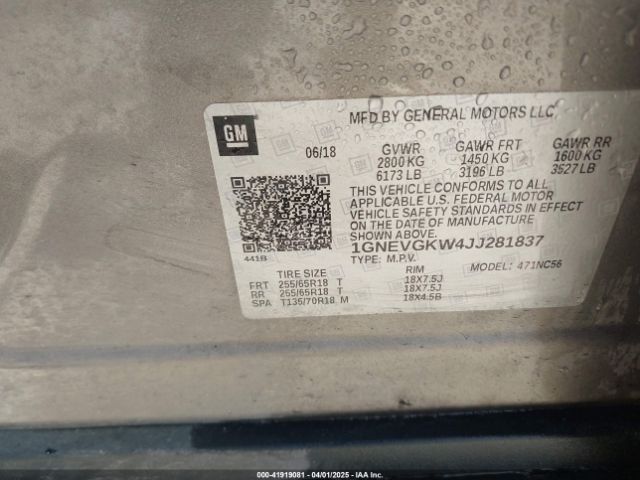 MFD BY GENERAL MOTORS LLC
GM
06/18
GVWR GAWR FRT GAWR RR
2800 KG 1450 KG 1600 KG
6173 LB 3196 LB 3527 LB
THIS VEHICLE CONFORMS TO ALL
APPLICABLE U.S. FEDERAL MOTOR
VEHICLE SAFETY STANDARDS IN EFFECT
ON THE DATE OF MANUFACTURE
SHOWN ABOVE.
1GNEVGKW4JJ281837
441B
TYPE: M.P.V. MODEL: 471NC56
TIRE SIZE RIM
FRT 255/65R18 T 18X7.5J
RR 255/65R18 T 18X7.5J
SPA T135/70R18 M 18X4.5B
000-41919081 - 04/01/2025 - IAA Inc.